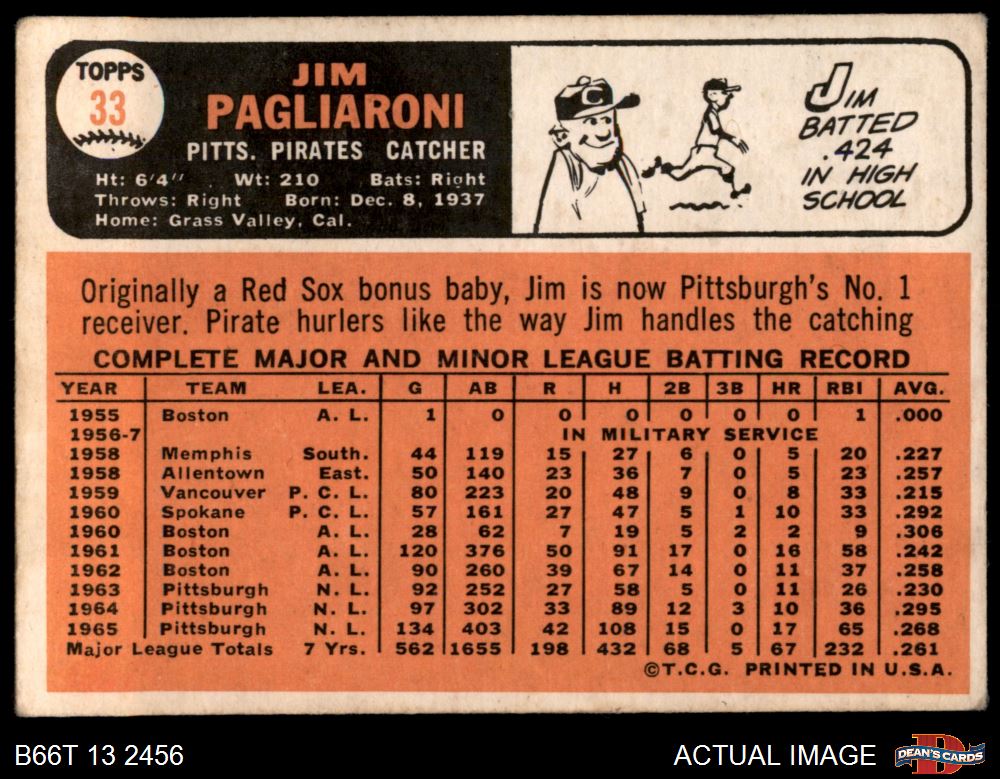 TOPPS
33
JIM
PAGLIARONI
PITTS. PIRATES CATCHER
Ht: 6'4" Wt: 210 Bats: Right
Throws: Right Born: Dec. 8, 1937
Home: Grass Valley, Cal.
C
JIM
BATTED
.424
IN HIGH
SCHOOL
Originally a Red Sox bonus baby, Jim is now Pittsburgh's No. 1
receiver. Pirate hurlers like the way Jim handles the catching
COMPLETE MAJOR AND MINOR LEAGUE BATTING RECORD
YEAR TEAM LEA. G AB R H 2B 3B HR RBI AVG.
1955 Boston A. L. 1 0 0 0 0 0 0 1 .000
1956-7 IN MILITARY SERVICE
1958 Memphis South. 44 119 15 27 6 0 5 20 .227
1958 Allentown East. 50 140 23 36 7 0 5 23 .257
1959 Vancouver P. C. L. 80 223 20 48 9 0 8 33 .215
1960 Spokane P. C. L. 57 161 27 47 5 1 10 33 .292
1960 Boston A. L. 28 62 7 19 5 2 2 9 .306
1961 Boston A. L. 120 376 50 91 17 0 16 58 .242
1962 Boston A. L. 90 260 39 67 14 0 11 37 .258
1963 Pittsburgh N. L. 92 252 27 58 5 0 11 26 .230
1964 Pittsburgh N. L. 97 302 33 89 12 3 10 36 .295
1965 Pittsburgh N. L. 134 403 42 108 15 0 17 65 .268
Major League Totals 7 Yrs. 562 1655 198 432 68 5 67 232 .261
©T.C.G. PRINTED IN U.S.A.
B66T 13 2456
ACTUAL IMAGE
D
DEAN'S CARDS